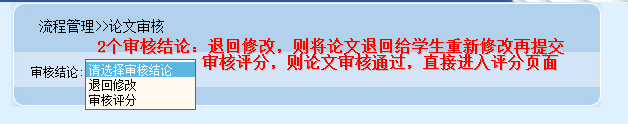 流程管理>>论文审核
2个审核结论：退回修改，则将论文退回给学生重新修改再提交
审核评分，则论文审核通过，直接进入评分页面
审核结论:
请选择审核结论
退回修改
审核评分